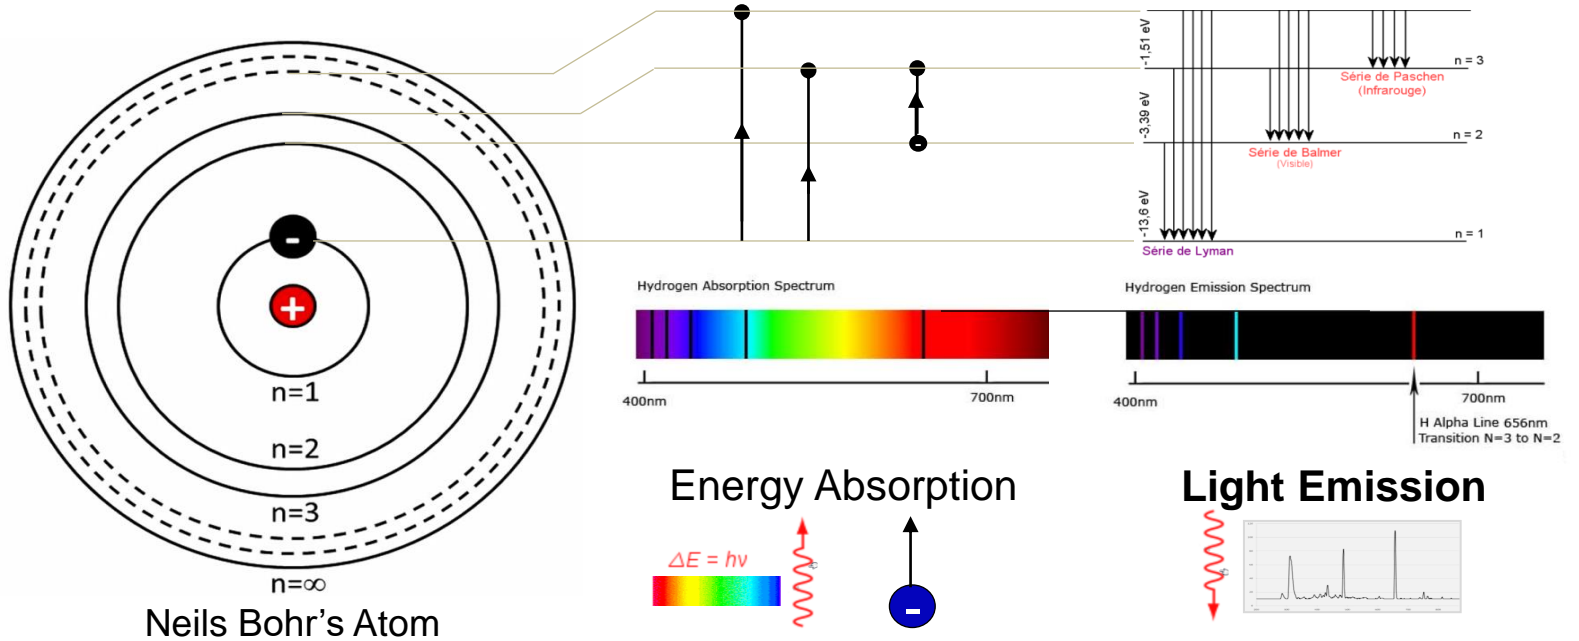 -
+
n=1
n=2
n=3
n=∞
Neils Bohr's Atom
-
-1,51 eV
-3,39 eV
-13,6 eV
n = 3
Série de Paschen
(Infrarouge)
n = 2
Série de Balmer
(Visible)
n = 1
Série de Lyman
Hydrogen Absorption Spectrum
400nm
700nm
Hydrogen Emission Spectrum
400nm
700nm
H Alpha Line 656nm
Transition N=3 to N=2
Energy Absorption
ΔE = hν
-
Light Emission